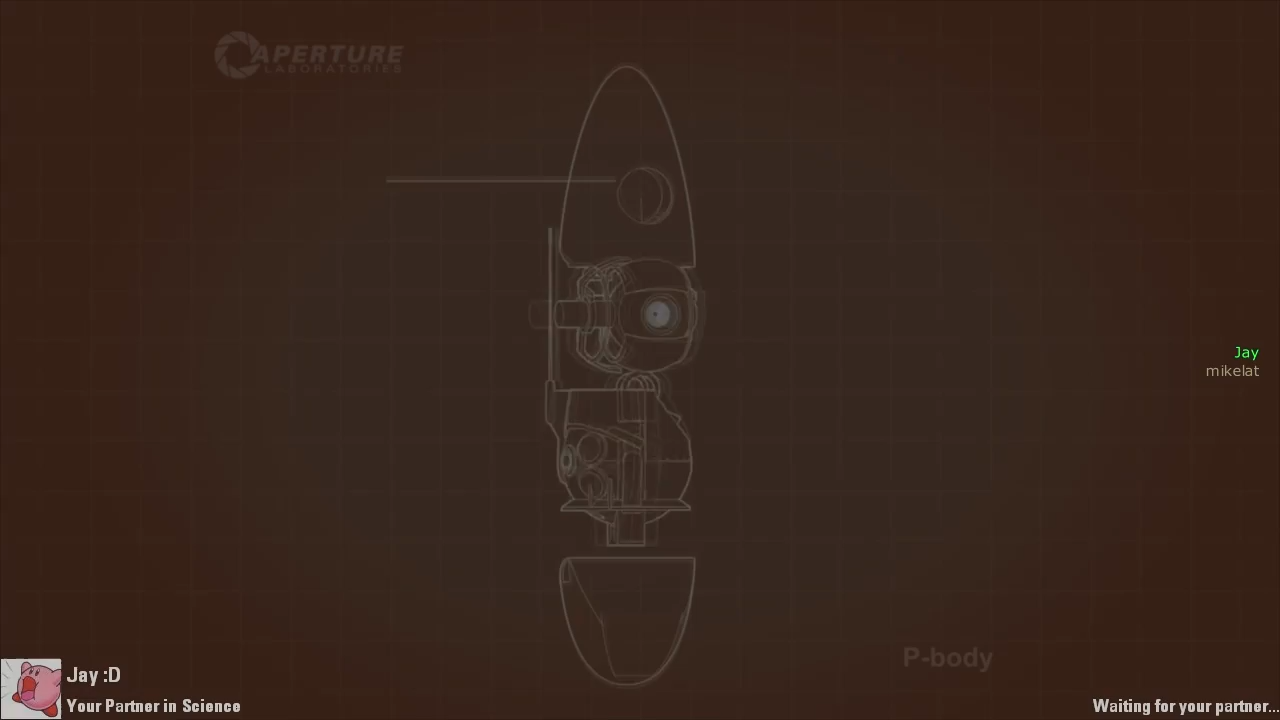 APERTURE
LABORATORIES
Jay
mikelat
P-body
Jay :D
Your Partner in Science
Waiting for your partner...